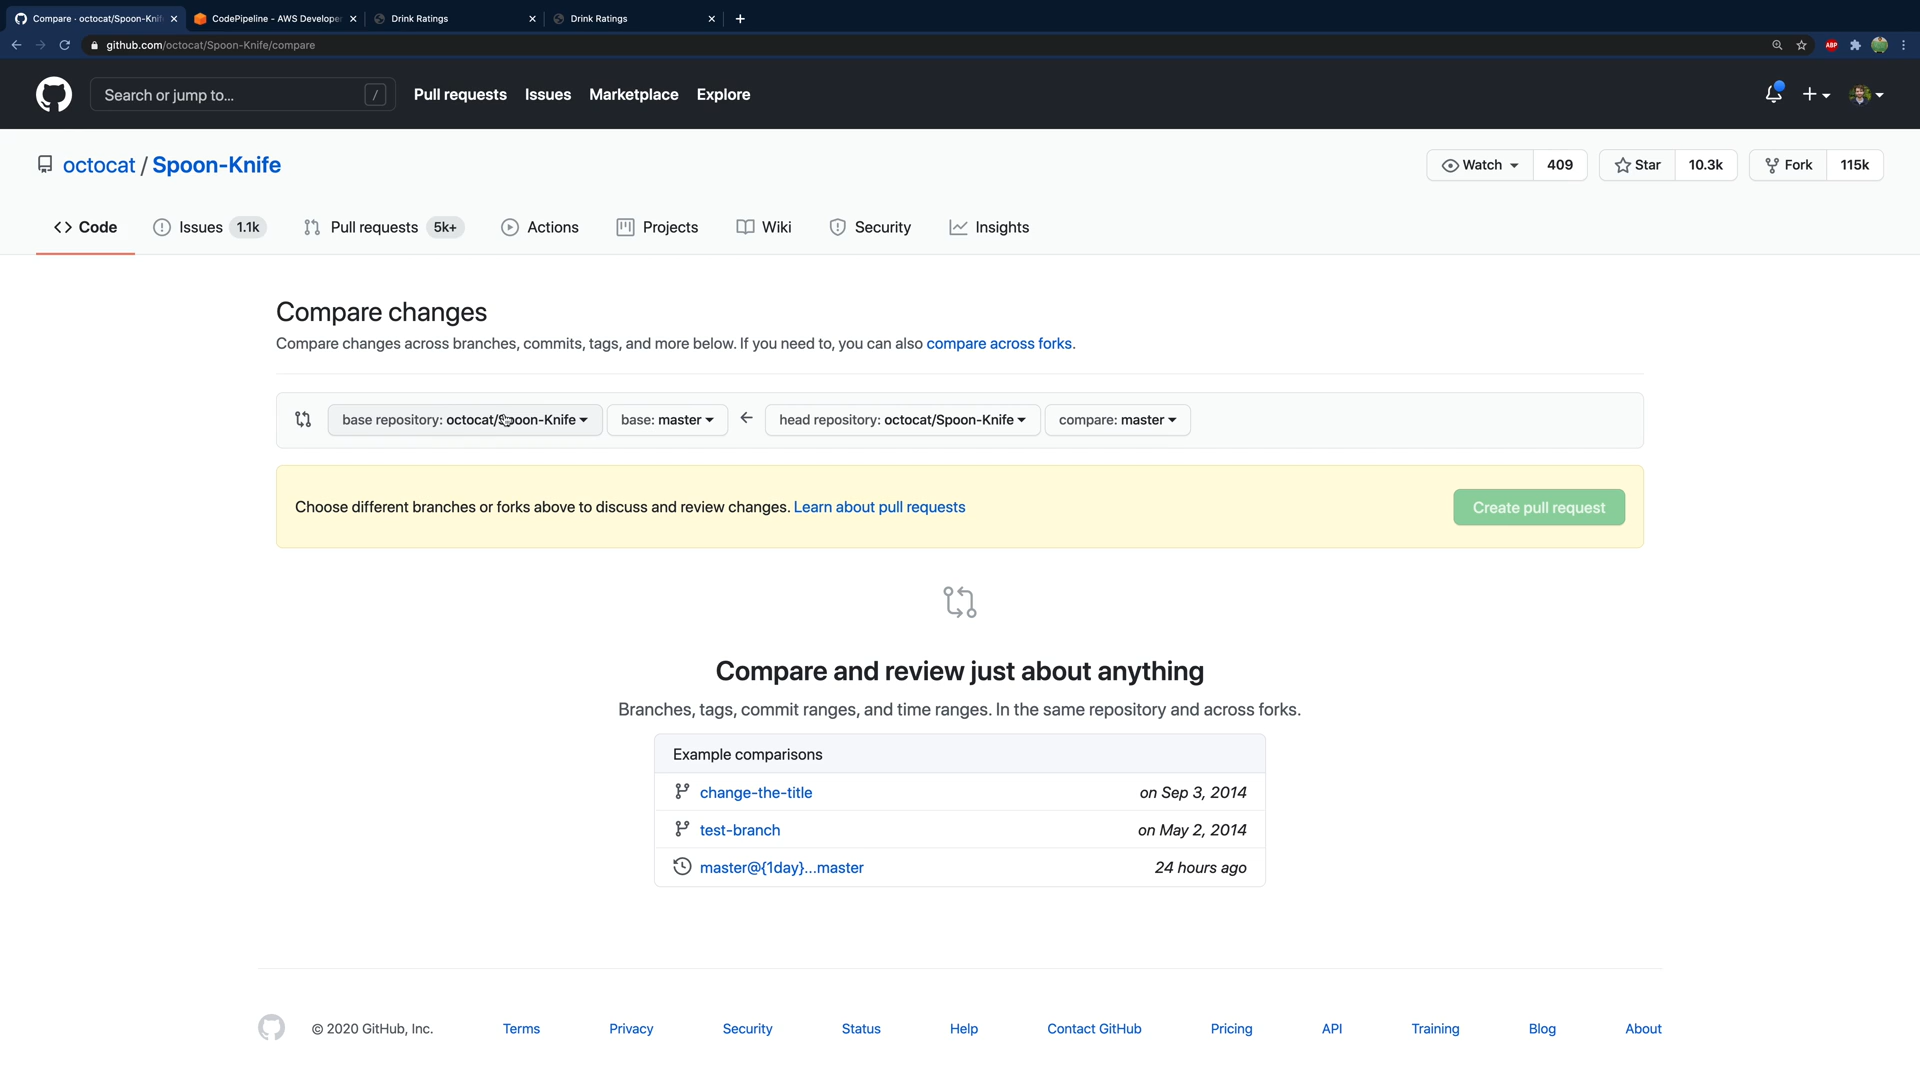 Compare · octocat/Spoon-Knif
CodePipeline - AWS Developer
Drink Ratings
Drink Ratings
github.com/octocat/Spoon-Knife/compare
ABP
Search or jump to...
/
Pull requests
Issues
Marketplace
Explore
octocat / Spoon-Knife
Watch 409
Star 10.3k
Fork 115k
Code
Issues 1.1k
Pull requests 5k+
Actions
Projects
Wiki
Security
Insights
Compare changes
Compare changes across branches, commits, tags, and more below. If you need to, you can also compare across forks.
base repository: octocat/Spoon-Knife
base: master
head repository: octocat/Spoon-Knife
compare: master
Choose different branches or forks above to discuss and review changes. Learn about pull requests
Create pull request
Compare and review just about anything
Branches, tags, commit ranges, and time ranges. In the same repository and across forks.
Example comparisons
change-the-title on Sep 3, 2014
test-branch on May 2, 2014
master@{1day}...master 24 hours ago
© 2020 GitHub, Inc.
Terms
Privacy
Security
Status
Help
Contact GitHub
Pricing
API
Training
Blog
About